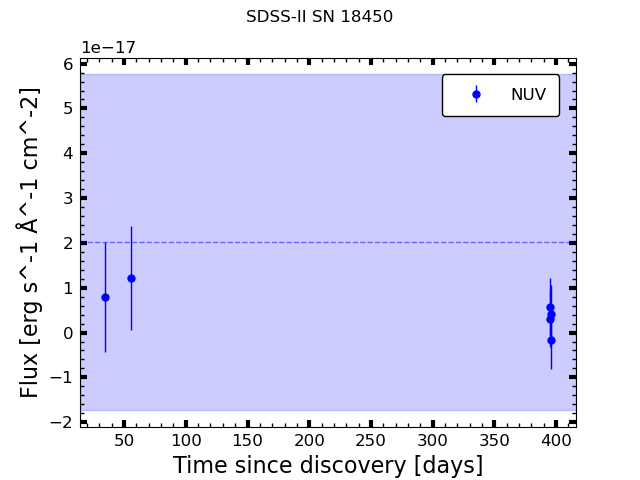 SDSS-II SN 18450
1e−17
6
5
4
3
2
1
0
−1
−2
Flux [erg s^-1 Å^-1 cm^-2]
NUV
50 100 150 200 250 300 350 400
Time since discovery [days]